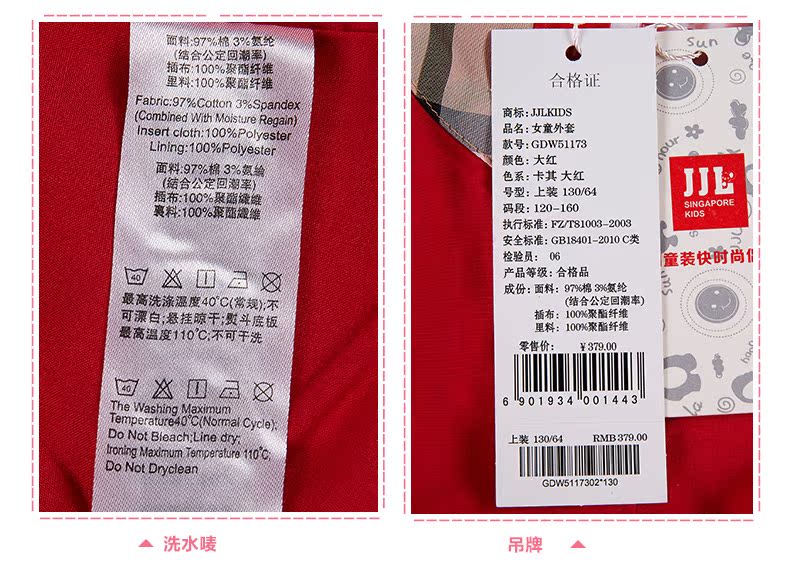 面料:97%棉 3%氨纶
(结合公定回潮率)
插布:100%聚酯纤维
里料:100%聚酯纤维
Fabric:97%Cotton 3%Spandex
(Combined With Moisture Regain)
Insert cloth:100%Polyester
Lining:100%Polyester
面料:97%棉 3%氨綸
(結合公定回潮率)
插布:100%聚酯纖維
裏料:100%聚酯纖維
40
最高洗涤温度40℃(常规);不
可漂白;悬挂晾干;熨斗底板
最高温度110℃;不可干洗
40
The Washing Maximum
Temperature40℃(Normal Cycle);
Do Not Bleach;Line dry;
Ironing Maximum Temperature 110℃;
Do Not Dryclean
洗水唛
合格证
商标:JJLKIDS
品名:女童外套
款号:GDW51173
颜色:大红
色系:卡其 大红
号型:上装 130/64
码段:120-160
执行标准:FZ/T81003-2003
安全标准:GB18401-2010 C类
检验员: 06
产品等级:合格品
成份:面料:97%棉 3%氨纶
(结合公定回潮率)
插布:100%聚酯纤维
里料:100%聚酯纤维
零售价: ¥379.00
6 901934 001443
上装 130/64 RMB 379.00
GDW5117302*130
sun
JJL
SINGAPORE
KIDS
童装快时尚倡
吊牌